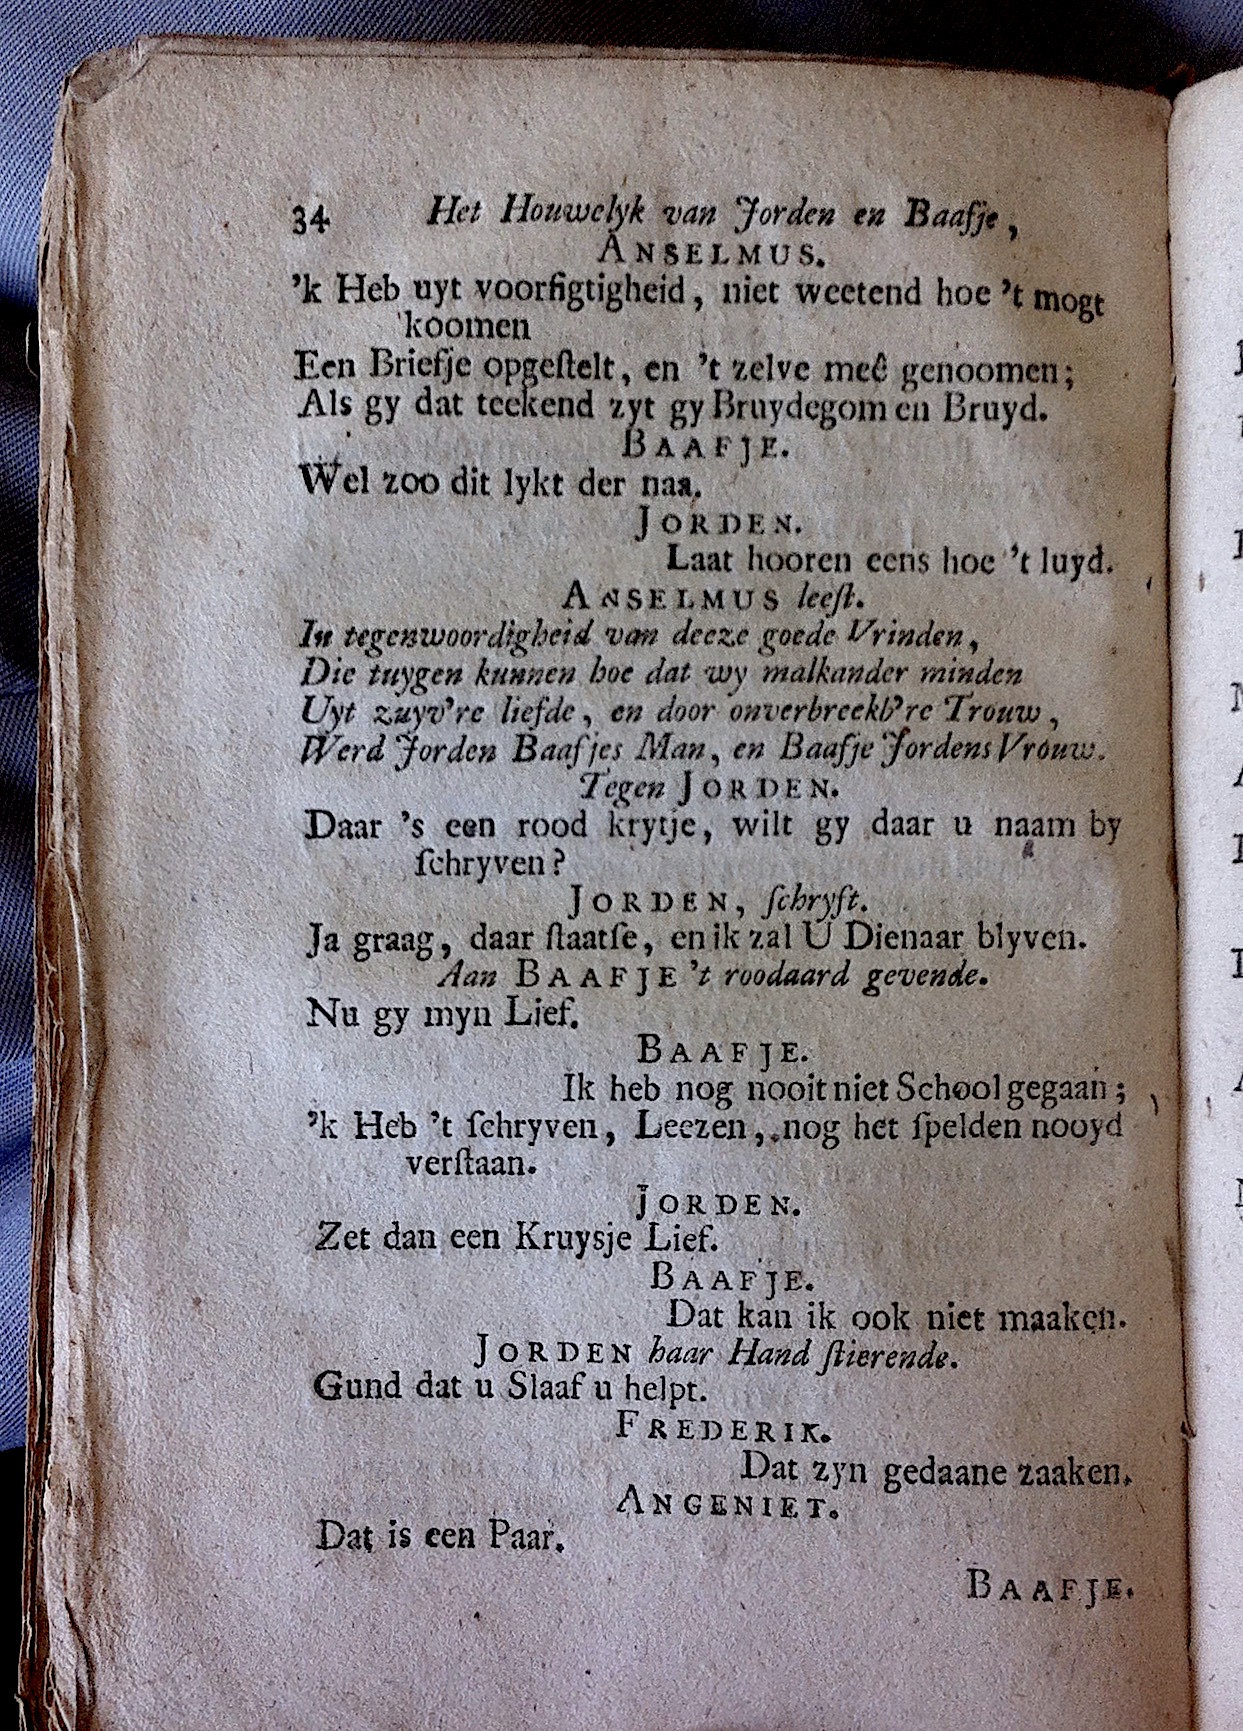 34 Het Houwelyk van Jorden en Baafje,
ANSELMUS.
’k Heb uyt voorfigtigheid, niet weetend hoe ’t mogt
koomen
Een Briefje opgeſtelt, en ’t zelve meê genoomen;
Als gy dat teekend zyt gy Bruydegom en Bruyd.
BAAFJE.
Wel zoo dit lykt der naa.
JORDEN.
Laat hooren eens hoe ’t luyd.
ANSELMUS leeſt.
In tegenwoordigheid van deeze goede Vrinden,
Die tuygen kunnen hoe dat wy malkander minden
Uyt zuyv’re liefde, en door onverbreekb’re Trouw,
Werd Jorden Baafjes Man, en Baafje Jordens Vrouw.
Tegen JORDEN.
Daar ’s een rood krytje, wilt gy daar u naam by
ſchryven?
JORDEN, ſchryft.
Ja graag, daar ſtaatſe, en ik zal U Dienaar blyven.
Aan BAAFJE ’t roodaard gevende.
Nu gy myn Lief.
BAAFJE.
Ik heb nog nooit niet School gegaan;
’k Heb ’t ſchryven, Leezen, nog het ſpelden nooyd
verſtaan.
JORDEN.
Zet dan een Kruysje Lief.
BAAFJE.
Dat kan ik ook niet maaken.
JORDEN haar Hand ſtierende.
Gund dat u Slaaf u helpt.
FREDERIK.
Dat zyn gedaane zaaken.
ANGENIET.
Dat is een Paar.
BAAFJE.